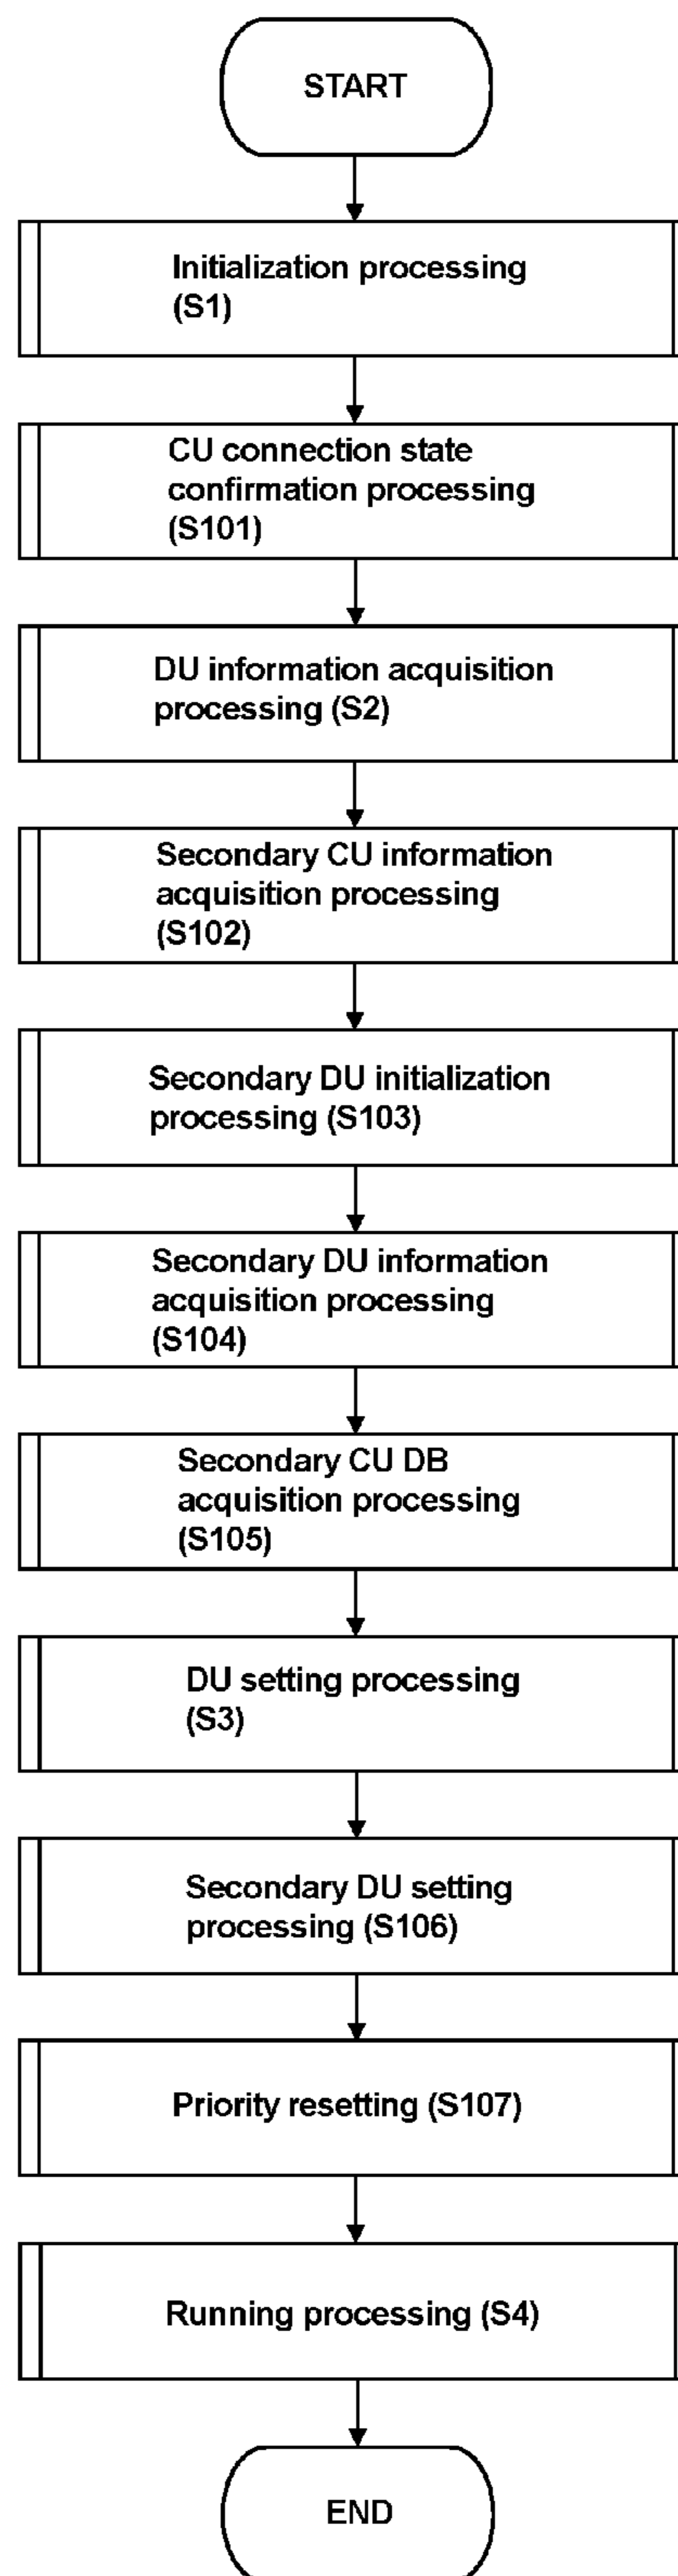 START
Initialization processing
(S1)
CU connection state
confirmation processing
(S101)
DU information acquisition
processing (S2)
Secondary CU information
acquisition processing
(S102)
Secondary DU initialization
processing (S103)
Secondary DU information
acquisition processing
(S104)
Secondary CU DB
acquisition processing
(S105)
DU setting processing
(S3)
Secondary DU setting
processing (S106)
Priority resetting (S107)
Running processing (S4)
END